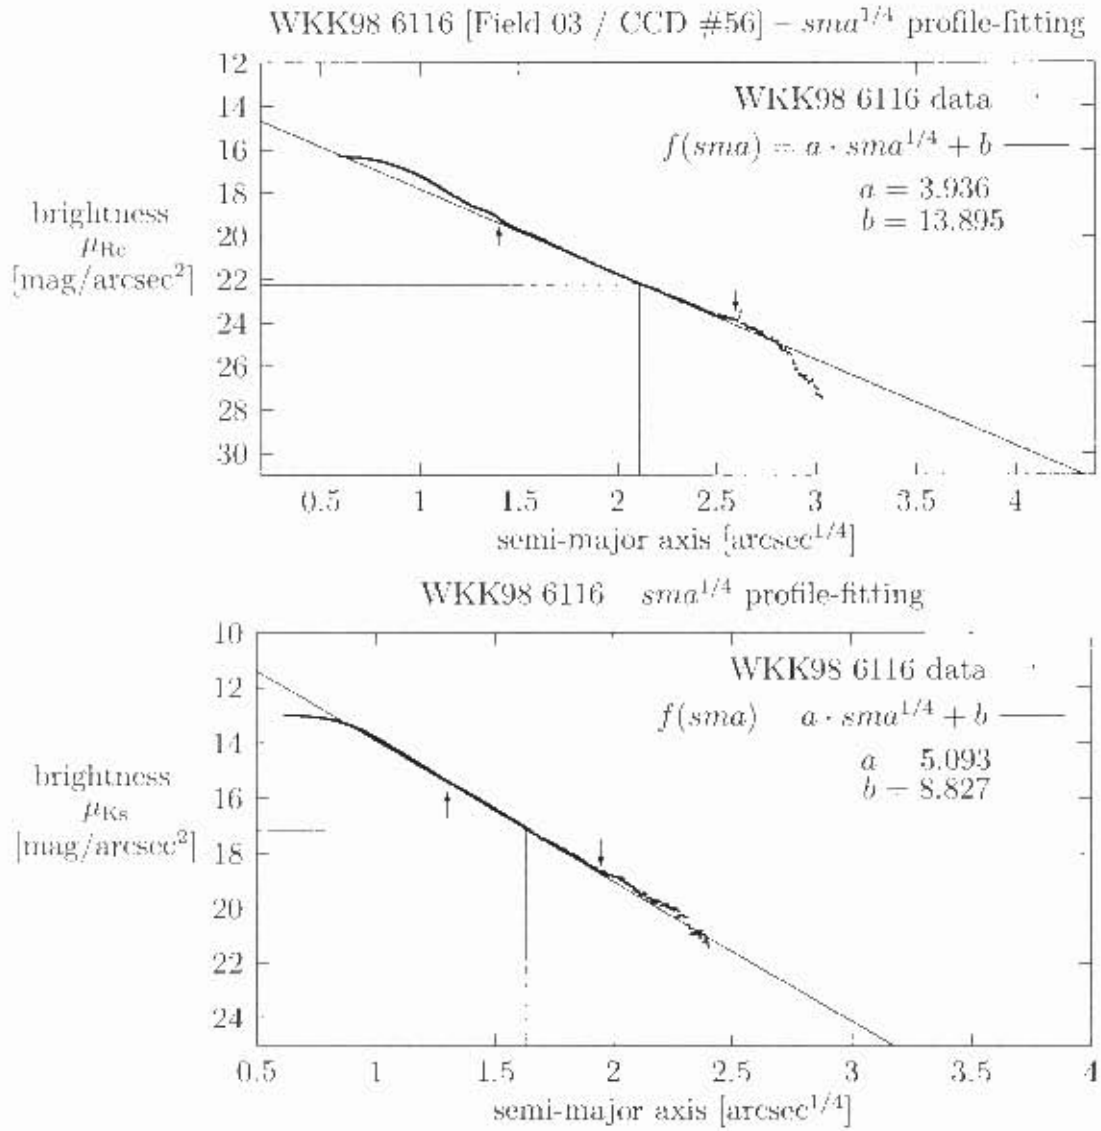 WKK98 6116 [Field 03 / CCD #56] – sma^{1/4} profile-fitting
12
14
16
18
20
22
24
26
28
30
brightness
μ_{Rc}
[mag/arcsec²]
WKK98 6116 data
f(sma) = a · sma^{1/4} + b
a = 3.936
b = 13.895
0.5 1 1.5 2 2.5 3 3.5 4
semi-major axis [arcsec^{1/4}]
WKK98 6116 sma^{1/4} profile-fitting
10
12
14
16
18
20
22
24
brightness
μ_{Ks}
[mag/arcsec²]
WKK98 6116 data
f(sma) a · sma^{1/4} + b
a 5.093
b = 8.827
0.5 1 1.5 2 2.5 3 3.5 4
semi-major axis [arcsec^{1/4}]